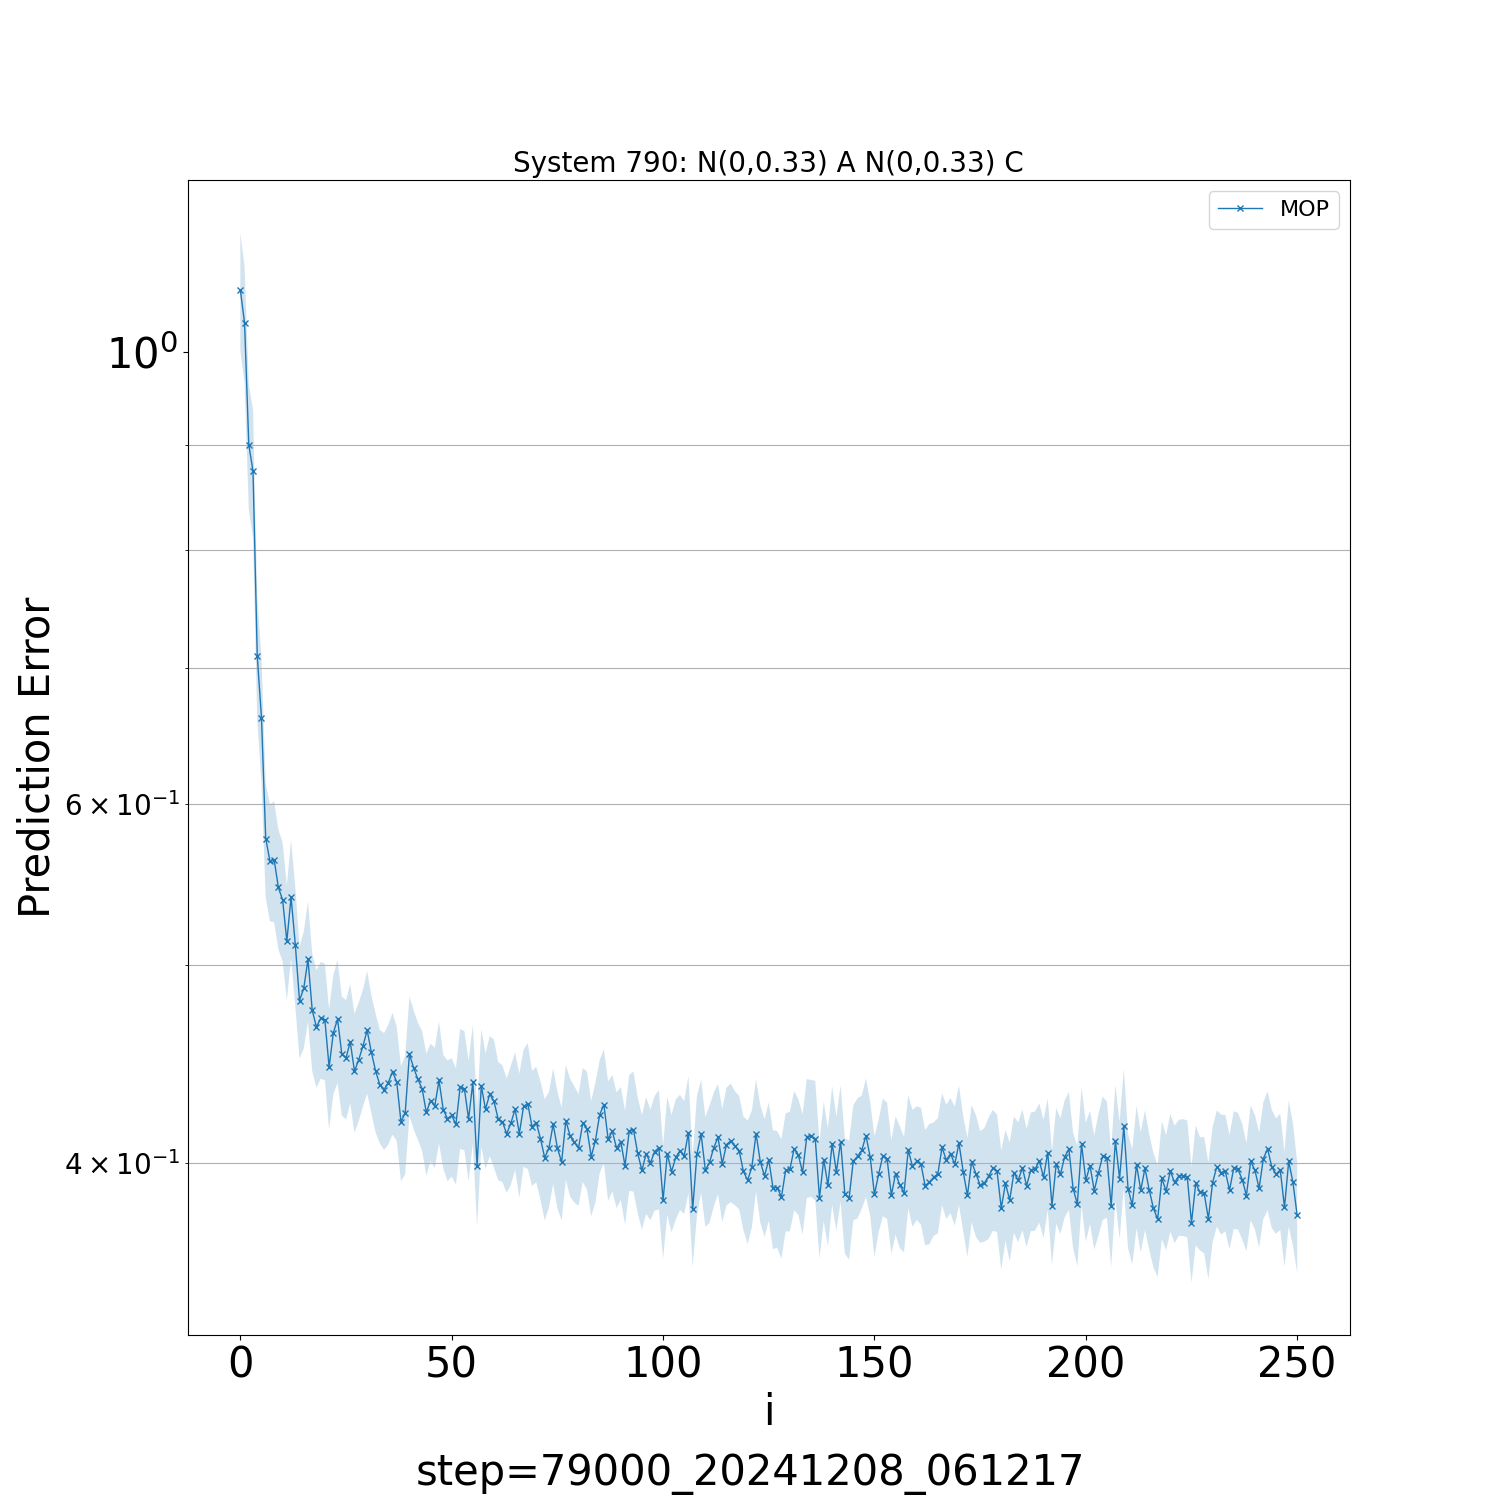 System 790: N(0,0.33) A N(0,0.33) C
MOP
10⁰
6 × 10⁻¹
4 × 10⁻¹
Prediction Error
0 50 100 150 200 250
i
step=79000_20241208_061217